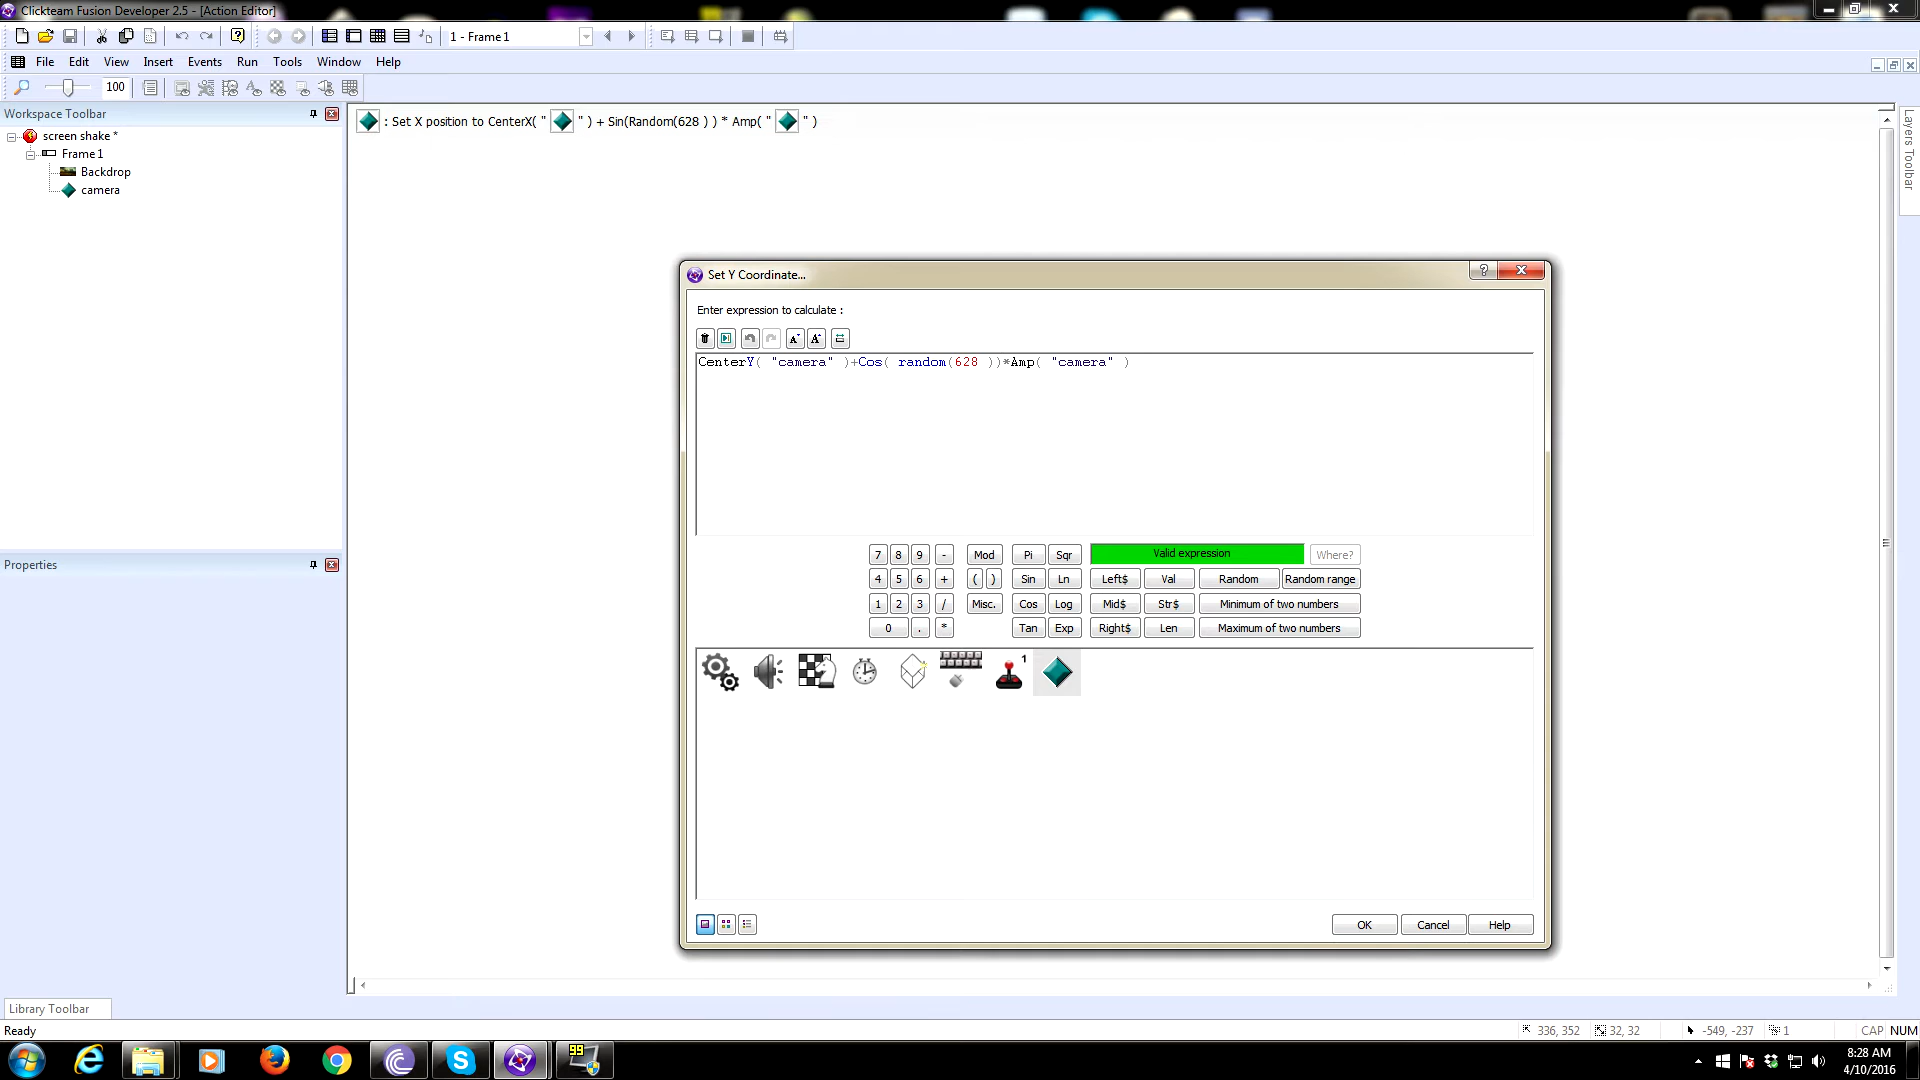 Clickteam Fusion Developer 2.5 - [Action Editor]
1 - Frame 1
File Edit View Insert Events Run Tools Window Help
100
Workspace Toolbar
screen shake *
Frame 1
Backdrop
camera
: Set X position to CenterX( " " ) + Sin(Random(628 ) ) * Amp( " " )
Layers Toolbar
Set Y Coordinate...
Enter expression to calculate :
CenterY( "camera" )+Cos( random(628 ))*Amp( "camera" )
7 8 9 - Mod Pi Sqr Valid expression Where?
4 5 6 + ( ) Sin Ln Left$ Val Random Random range
1 2 3 / Misc. Cos Log Mid$ Str$ Minimum of two numbers
0 . * Tan Exp Right$ Len Maximum of two numbers
1
OK Cancel Help
Properties
Library Toolbar
Ready
336, 352 32, 32 -549, -237 1 CAP NUM
99
8:28 AM
4/10/2016